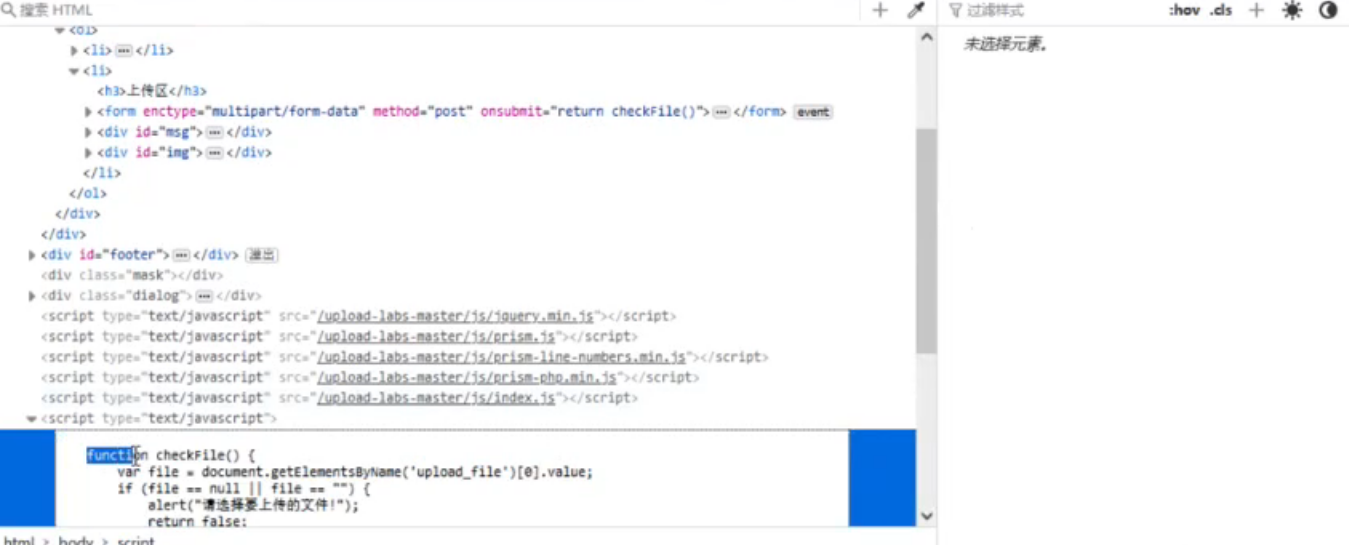 搜索 HTML
过滤样式
:hov .cls
未选择元素。
<ol>
<li></li>
<li>
<h3>上传区</h3>
<form enctype="multipart/form-data" method="post" onsubmit="return checkFile()"></form> event
<div id="msg"></div>
<div id="img"></div>
</li>
</ol>
</div>
</div>
<div id="footer"></div> 溢出
<div class="mask"></div>
<div class="dialog"></div>
<script type="text/javascript" src="/upload-labs-master/js/jquery.min.js"></script>
<script type="text/javascript" src="/upload-labs-master/js/prism.js"></script>
<script type="text/javascript" src="/upload-labs-master/js/prism-line-numbers.min.js"></script>
<script type="text/javascript" src="/upload-labs-master/js/prism-php.min.js"></script>
<script type="text/javascript" src="/upload-labs-master/js/index.js"></script>
<script type="text/javascript">
function checkFile() {
var file = document.getElementsByName('upload_file')[0].value;
if (file == null || file == "") {
alert("请选择要上传的文件!");
return false;
html > body > script